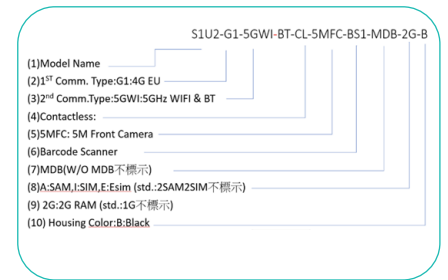 S1U2-G1-5GWI-BT-CL-5MFC-BS1-MDB-2G-B
(1)Model Name
(2)1ST Comm. Type:G1:4G EU
(3)2nd Comm.Type:5GWI:5GHz WIFI & BT
(4)Contactless:
(5)5MFC: 5M Front Camera
(6)Barcode Scanner
(7)MDB(W/O MDB不標示)
(8)A:SAM,I:SIM,E:Esim (std.:2SAM2SIM不標示)
(9) 2G:2G RAM (std.:1G不標示)
(10) Housing Color:B:Black